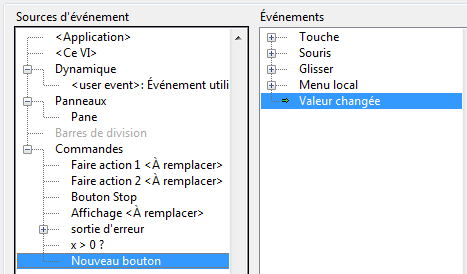 Sources d'événement
<Application>
<Ce VI>
Dynamique
<user event>: Événement utili
Panneaux
Pane
Barres de division
Commandes
Faire action 1 <À remplacer>
Faire action 2 <À remplacer>
Bouton Stop
Affichage <À remplacer>
sortie d'erreur
x > 0 ?
Nouveau bouton
Événements
Touche
Souris
Glisser
Menu local
Valeur changée